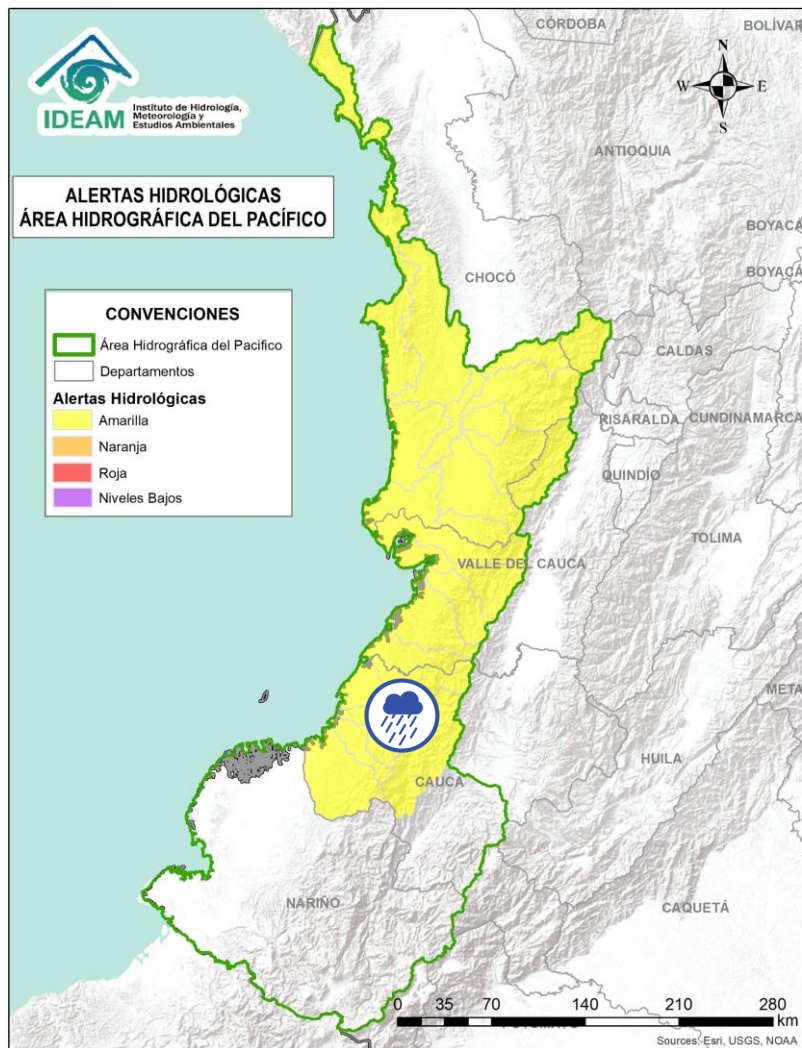 CÓRDOBA
BOLÍVAR
IDEAM
Instituto de Hidrología,
Meteorología y
Estudios Ambientales
N
W
E
S
ANTIOQUIA
ALERTAS HIDROLÓGICAS
ÁREA HIDROGRÁFICA DEL PACÍFICO
BOYACÁ
BOYACÁ
CHOCÓ
CONVENCIONES
Área Hidrográfica del Pacifico
Departamentos
Alertas Hidrológicas
Amarilla
Naranja
Roja
Niveles Bajos
CALDAS
RISARALDA
CUNDINAMARCA
QUINDÍO
TOLIMA
VALLE DEL CAUCA
META
HUILA
CAUCA
NARIÑO
CAQUETÁ
0 35 70 140 210 280
km
Sources: Esri, USGS, NOAA